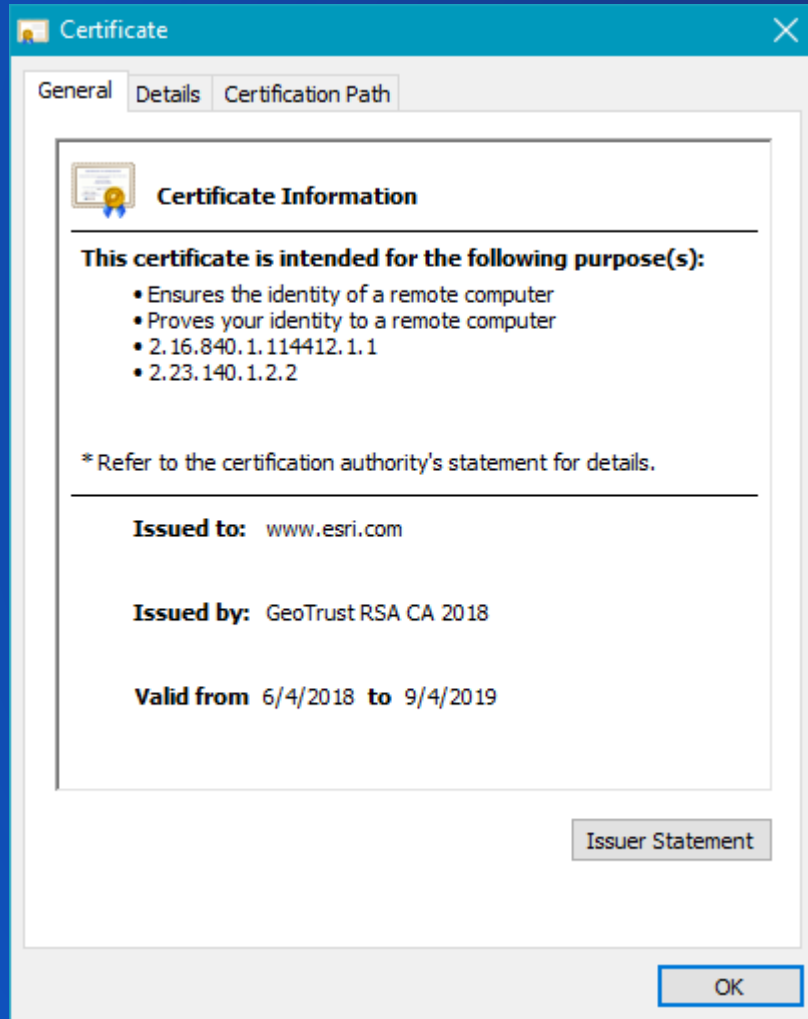 Certificate
General Details Certification Path
Certificate Information
This certificate is intended for the following purpose(s):
• Ensures the identity of a remote computer
• Proves your identity to a remote computer
• 2.16.840.1.114412.1.1
• 2.23.140.1.2.2
* Refer to the certification authority's statement for details.
Issued to: www.esri.com
Issued by: GeoTrust RSA CA 2018
Valid from 6/4/2018 to 9/4/2019
Issuer Statement
OK